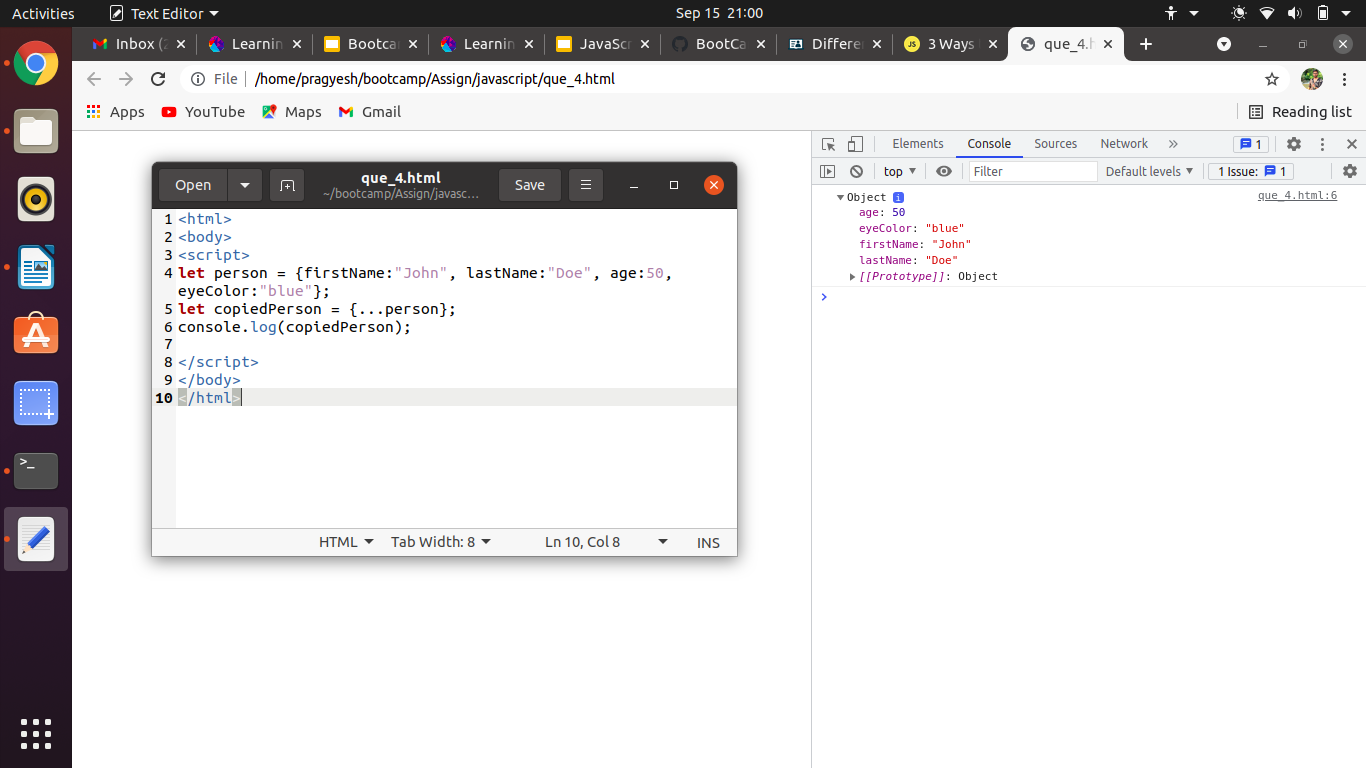 Activities
Text Editor
Sep 15 21:00
Inbox (2
Learnin
Bootca
Learnin
JavaSc
BootCa
Differe
JS 3 Ways
que_4.h
File
/home/pragyesh/bootcamp/Assign/javascript/que_4.html
Apps
YouTube
Maps
Gmail
Reading list
Open
que_4.html
~/bootcamp/Assign/javasc...
Save
1 <html>
2 <body>
3 <script>
4 let person = {firstName:"John", lastName:"Doe", age:50,
eyeColor:"blue"};
5 let copiedPerson = {...person};
6 console.log(copiedPerson);
7
8 </script>
9 </body>
10 </html>
HTML
Tab Width: 8
Ln 10, Col 8
INS
Elements
Console
Sources
Network
»
1
top
Filter
Default levels
1 Issue: 1
Object i
que_4.html:6
age: 50
eyeColor: "blue"
firstName: "John"
lastName: "Doe"
[[Prototype]]: Object
>
>_